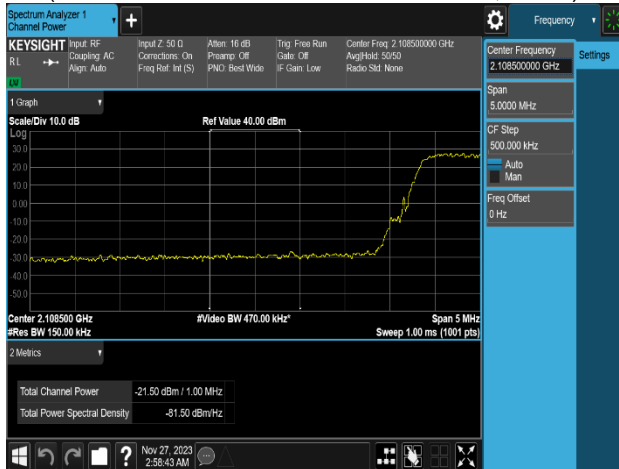 Spectrum Analyzer 1
Channel Power
Frequency
KEYSIGHT
R L
Input: RF
Coupling: AC
Align: Auto
Input Z: 50 Ω
Corrections: On
Freq Ref: Int (S)
Atten: 16 dB
Preamp: Off
PNO: Best Wide
Trig: Free Run
Gate: Off
IF Gain: Low
Center Freq: 2.108500000 GHz
Avg|Hold: 50/50
Radio Std: None
Center Frequency
2.108500000 GHz
Settings
Span
5.0000 MHz
CF Step
500.000 kHz
Auto
Man
Freq Offset
0 Hz
1 Graph
Scale/Div 10.0 dB
Ref Value 40.00 dBm
Log
30.0
20.0
10.0
0.00
-10.0
-20.0
-30.0
-40.0
-50.0
Center 2.108500 GHz
#Video BW 470.00 kHz*
Span 5 MHz
#Res BW 150.00 kHz
Sweep 1.00 ms (1001 pts)
2 Metrics
Total Channel Power -21.50 dBm / 1.00 MHz
Total Power Spectral Density -81.50 dBm/Hz
Nov 27, 2023
2:58:43 AM